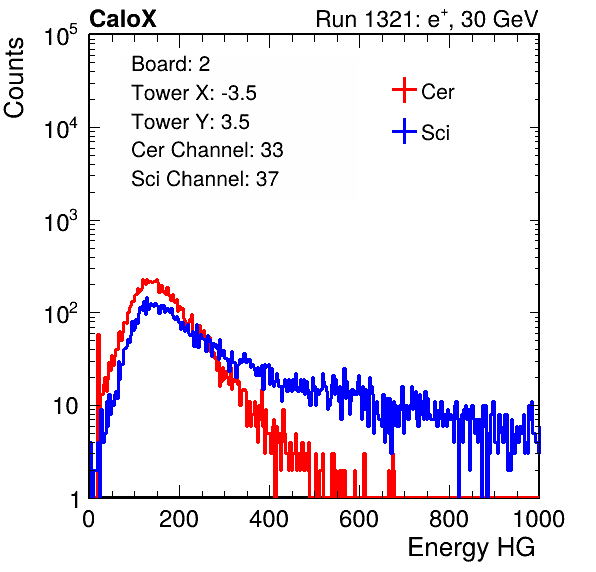 CaloX Run 1321: e⁺, 30 GeV
Counts
10⁵
10⁴
10³
10²
10
1
Board: 2
Tower X: -3.5
Tower Y: 3.5
Cer Channel: 33
Sci Channel: 37
Cer
Sci
0 200 400 600 800 1000
Energy HG